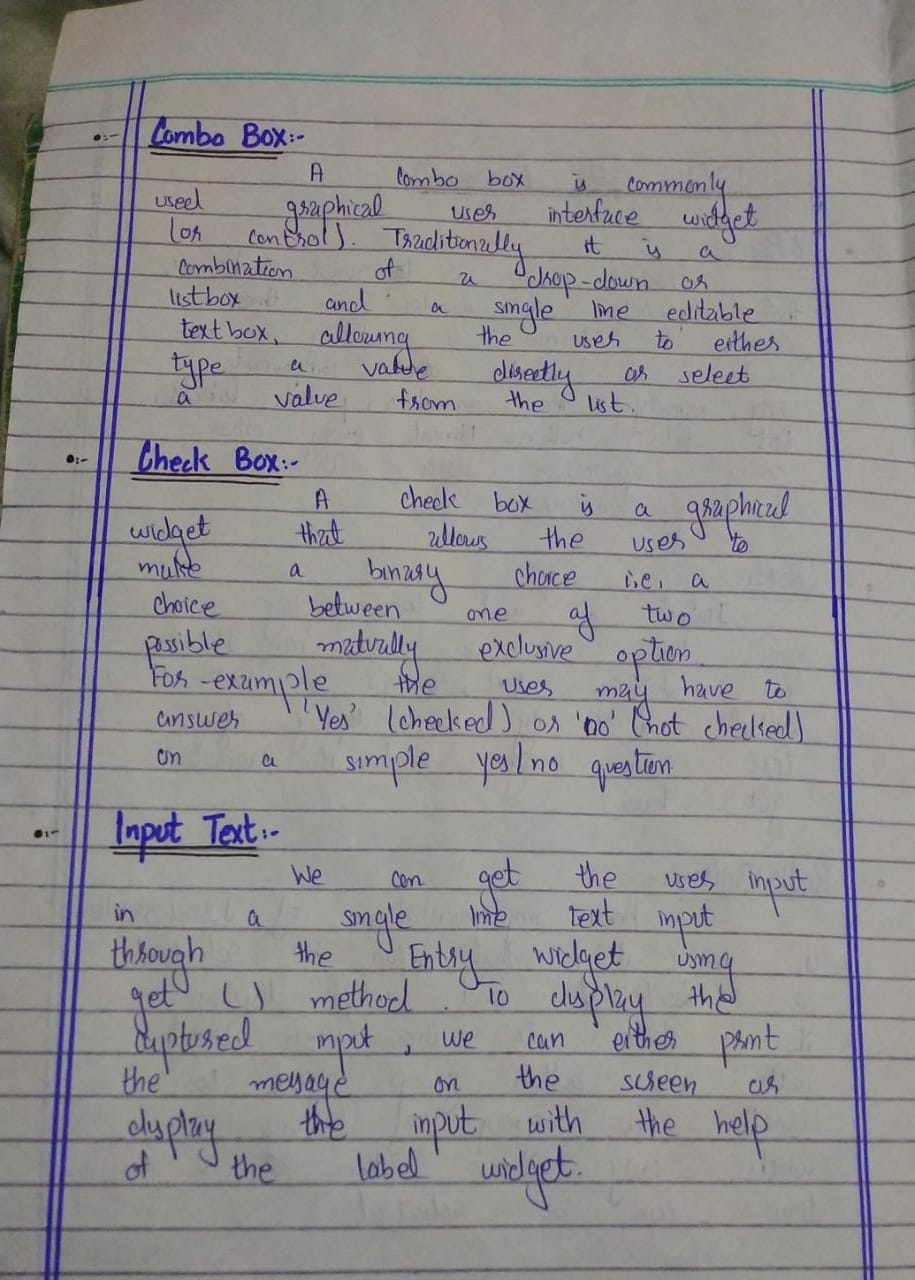 •:- Combo Box:-
A combo box is commonly
used graphical user interface widget
(or control). Traditionally it is a
combination of a drop-down or
listbox and a single line editable
textbox, allowing the user to either
type a value directly or select
a value from the list.
•:- Check Box:-
A check box is a graphical
widget that allows the user to
make a binary choice i.e, a
choice between one of two
possible mutually exclusive option.
For-example the user may have to
answer 'Yes' (checked) or 'no' (not checked)
on a simple yes/no question.
•:- Input Text:-
We can get the user input
in a single line text input
through the Entry widget using
get () method. To display the
captured input, we can either print
the message on the screen or
display the input with the help
of the label widget.